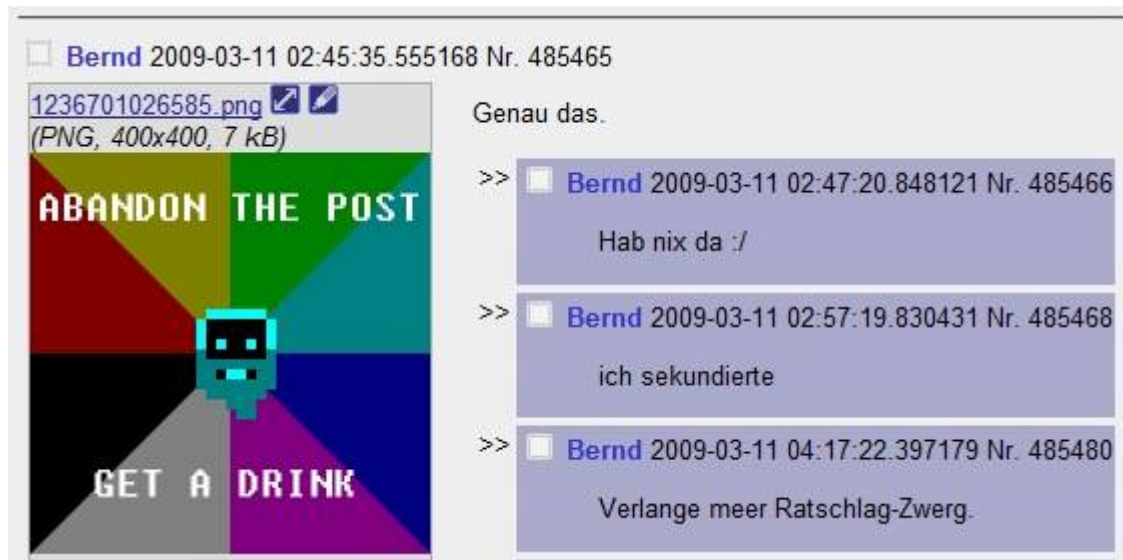 Bernd 2009-03-11 02:45:35.555168 Nr. 485465
1236701026585.png
(PNG, 400x400, 7 kB)
ABANDON THE POST
GET A DRINK
Genau das.
>> Bernd 2009-03-11 02:47:20.848121 Nr. 485466
Hab nix da :/
>> Bernd 2009-03-11 02:57:19.830431 Nr. 485468
ich sekundierte
>> Bernd 2009-03-11 04:17:22.397179 Nr. 485480
Verlange meer Ratschlag-Zwerg.